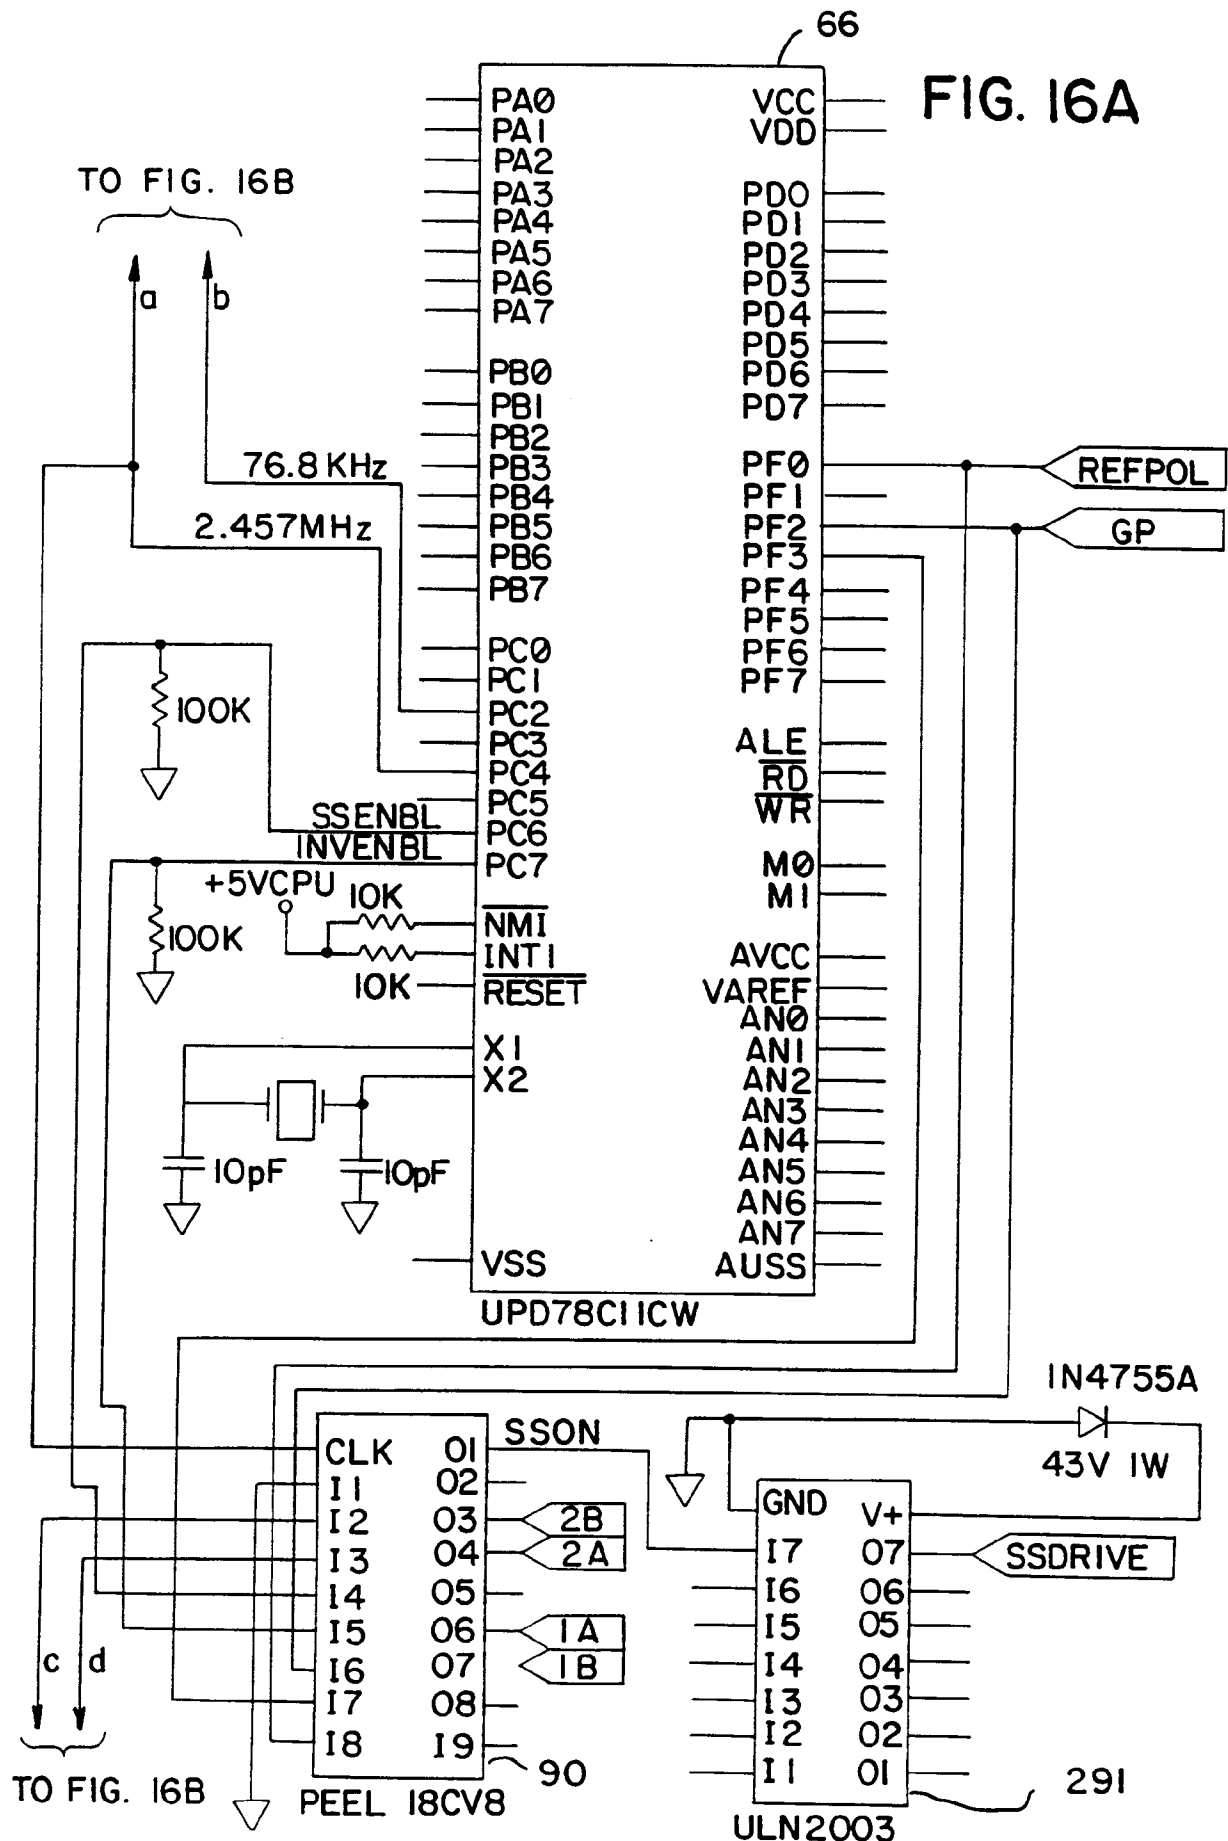 66
FIG. 16A
TO FIG. 16B
a
b
76.8 KHz
2.457MHz
100K
SSENBL
INVENBL
+5VCPU
10K
100K
10K
10pF
10pF
PA0
PA1
PA2
PA3
PA4
PA5
PA6
PA7
PB0
PB1
PB2
PB3
PB4
PB5
PB6
PB7
PC0
PC1
PC2
PC3
PC4
PC5
PC6
PC7
NMI
INT1
RESET
X1
X2
VSS
VCC
VDD
PD0
PD1
PD2
PD3
PD4
PD5
PD6
PD7
PF0
PF1
PF2
PF3
PF4
PF5
PF6
PF7
ALE
RD
WR
M0
M1
AVCC
VAREF
AN0
AN1
AN2
AN3
AN4
AN5
AN6
AN7
AUSS
REFPOL
GP
UPD78C11CW
CLK
I1
I2
I3
I4
I5
I6
I7
I8
O1
O2
O3
O4
O5
O6
O7
O8
I9
SSON
2B
2A
1A
1B
90
PEEL 18CV8
c
d
TO FIG. 16B
1N4755A
43V 1W
GND
I7
I6
I5
I4
I3
I2
I1
V+
O7
O6
O5
O4
O3
O2
O1
SSDRIVE
291
ULN2003